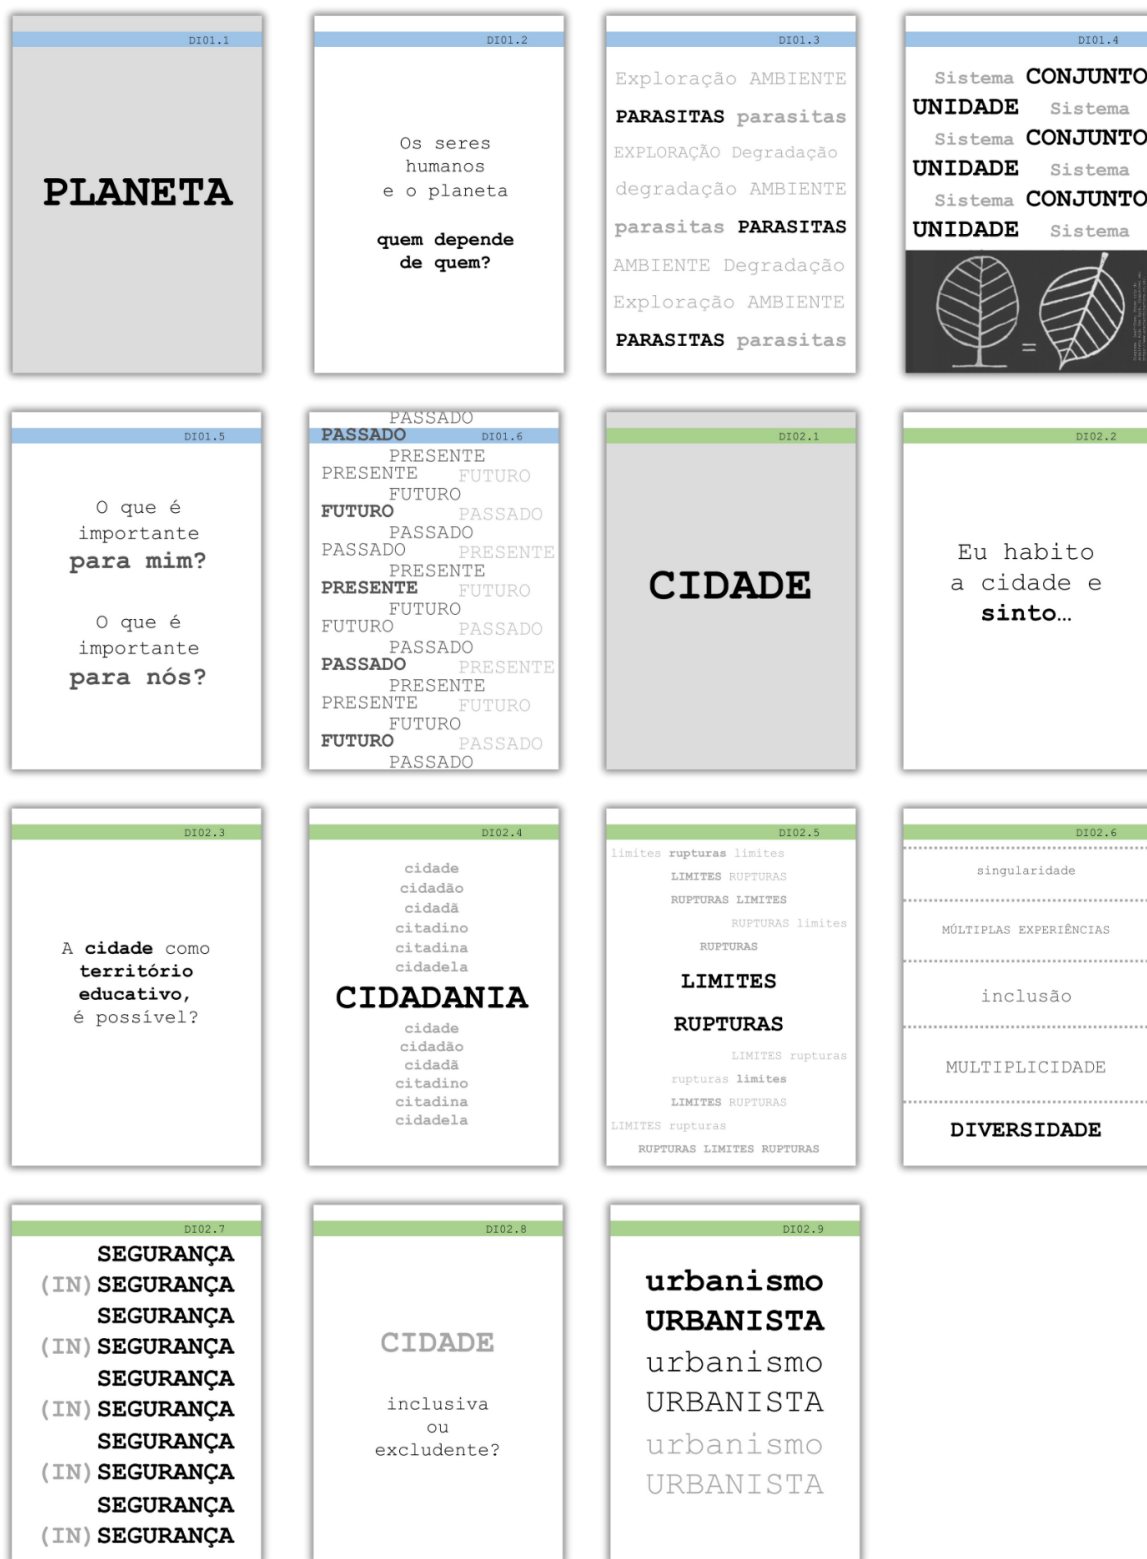 DI01.1
PLANETA
DI01.2
Os seres
humanos
e o planeta
quem depende
de quem?
DI01.3
Exploração AMBIENTE
PARASITAS parasitas
EXPLORAÇÃO Degradação
degradação AMBIENTE
parasitas PARASITAS
AMBIENTE Degradação
Exploração AMBIENTE
PARASITAS parasitas
DI01.4
Sistema CONJUNTO
UNIDADE Sistema
Sistema CONJUNTO
UNIDADE Sistema
Sistema CONJUNTO
UNIDADE Sistema
=
DI01.5
O que é
importante
para mim?
O que é
importante
para nós?
PASSADO
PASSADO DI01.6
PRESENTE
PRESENTE FUTURO
FUTURO
FUTURO PASSADO
PASSADO
PASSADO PRESENTE
PRESENTE
PRESENTE FUTURO
FUTURO
FUTURO PASSADO
PASSADO
PASSADO PRESENTE
PRESENTE
PRESENTE FUTURO
FUTURO
FUTURO PASSADO
PASSADO
DI02.1
CIDADE
DI02.2
Eu habito
a cidade e
sinto…
DI02.3
A cidade como
território
educativo,
é possível?
DI02.4
cidade
cidadão
cidadã
citadino
citadina
cidadela
CIDADANIA
cidade
cidadão
cidadã
citadino
citadina
cidadela
DI02.5
limites rupturas limites
LIMITES RUPTURAS
RUPTURAS LIMITES
RUPTURAS limites
RUPTURAS
LIMITES
RUPTURAS
LIMITES rupturas
rupturas limites
LIMITES RUPTURAS
LIMITES rupturas
RUPTURAS LIMITES RUPTURAS
DI02.6
singularidade
MÚLTIPLAS EXPERIÊNCIAS
inclusão
MULTIPLICIDADE
DIVERSIDADE
DI02.7
SEGURANÇA
(IN)SEGURANÇA
SEGURANÇA
(IN)SEGURANÇA
SEGURANÇA
(IN)SEGURANÇA
SEGURANÇA
(IN)SEGURANÇA
SEGURANÇA
(IN)SEGURANÇA
DI02.8
CIDADE
inclusiva
ou
excludente?
DI02.9
urbanismo
URBANISTA
urbanismo
URBANISTA
urbanismo
URBANISTA